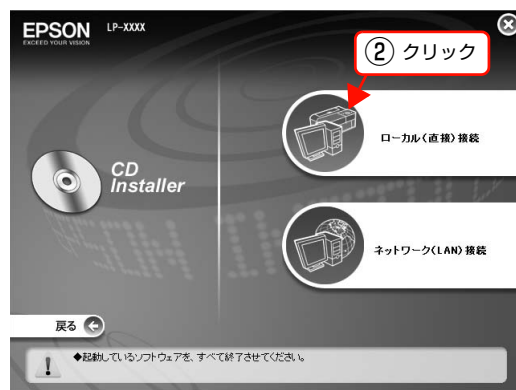 EPSON LP-XXXX
EXCEED YOUR VISION
② クリック
ローカル(直接)接続
CD
Installer
ネットワーク(LAN)接続
戻る
◆起動しているソフトウェアを、すべて終了させてください。